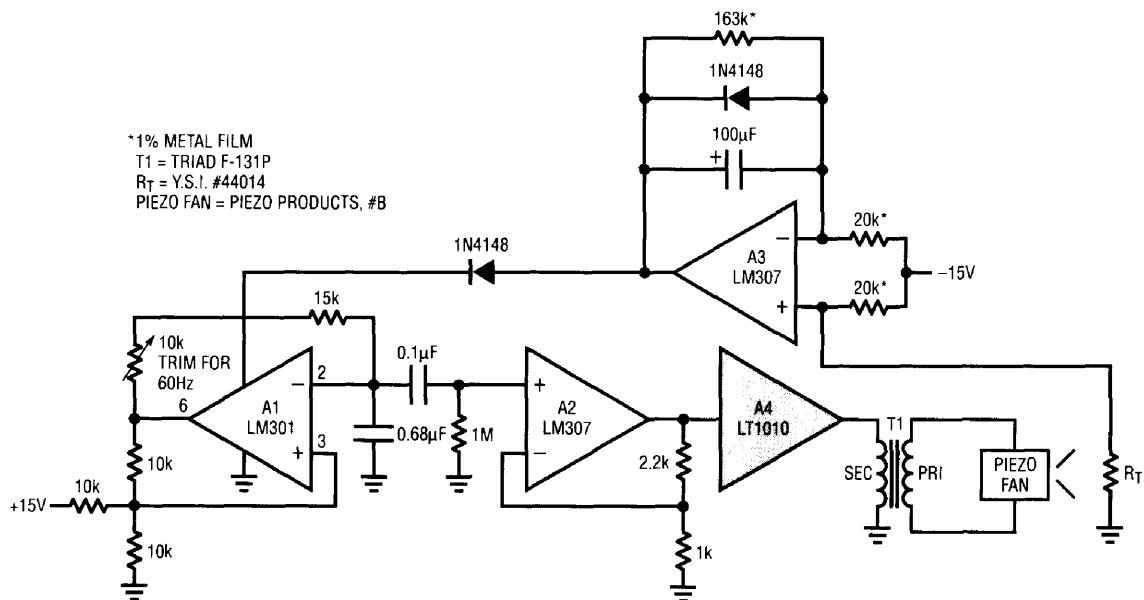 163k*
1N4148
100µF
+
*1% METAL FILM
T1 = TRIAD F-131P
RT = Y.S.I. #44014
PIEZO FAN = PIEZO PRODUCTS, #B
1N4148
A3
LM307
−
+
20k*
–15V
20k*
15k
10k
TRIM FOR
60Hz
6
A1
LM301
−
2
+
3
0.1µF
0.68µF
1M
+
−
A2
LM307
A4
LT1010
2.2k
1k
T1
SEC
PRI
PIEZO
FAN
RT
10k
10k
+15V
10k